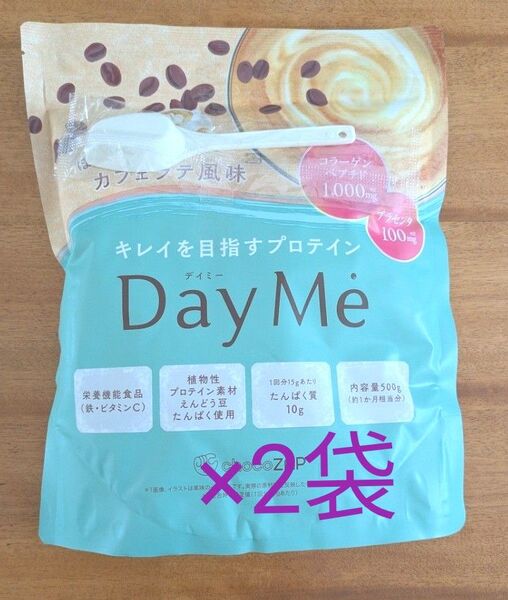 カフェラテ風味
コラーゲン
ペプチド
1,000mg
プラセンタ
100mg
キレイを目指すプロテイン
デイミー
Day Me
栄養機能食品
(鉄・ビタミンC)
植物性
プロテイン素材
えんどう豆
たんぱく使用
1回分15gあたり
たんぱく質
10g
内容量500g
(約1か月相当分)
chocoZAP
×2袋